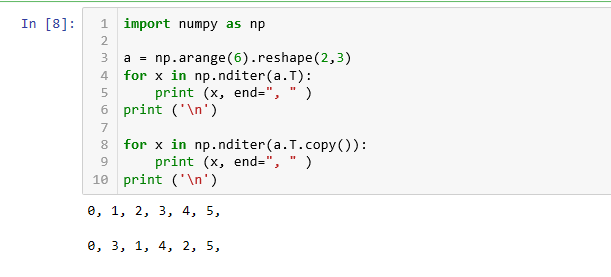 In [8]:
1 import numpy as np
2
3 a = np.arange(6).reshape(2,3)
4 for x in np.nditer(a.T):
5     print (x, end=", " )
6 print ('\n')
7
8 for x in np.nditer(a.T.copy()):
9     print (x, end=", " )
10 print ('\n')
0, 1, 2, 3, 4, 5,
0, 3, 1, 4, 2, 5,